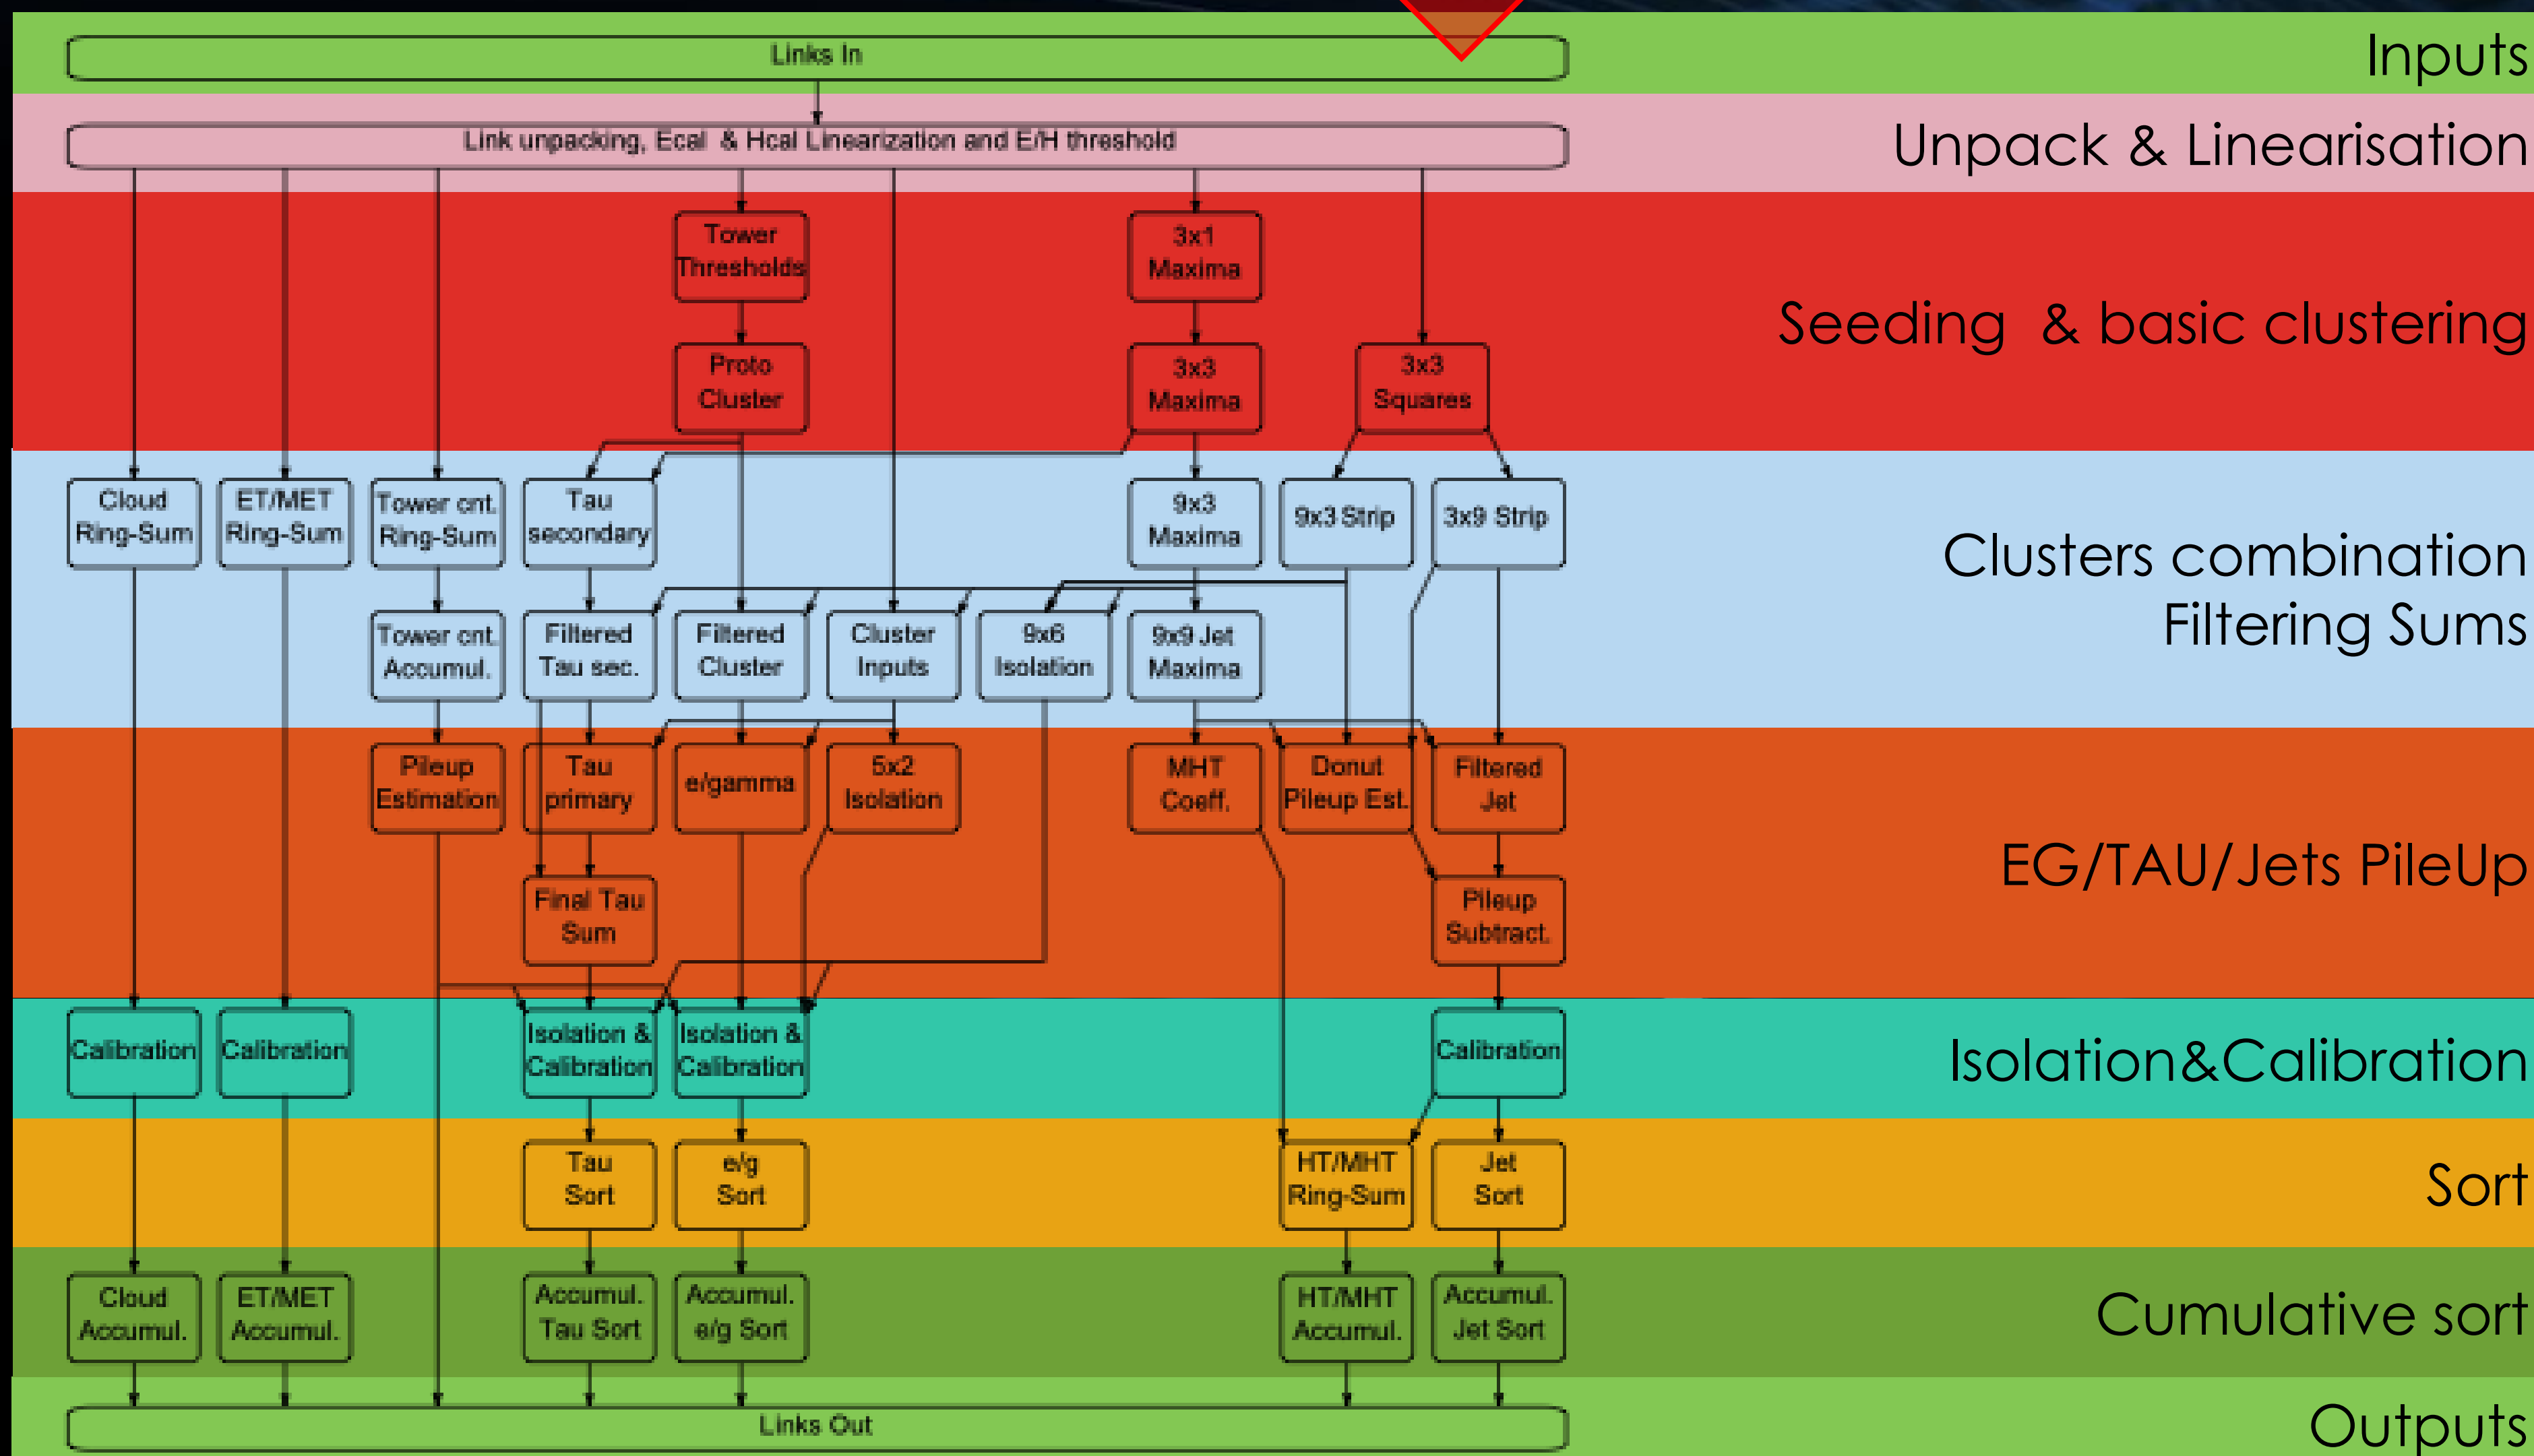 Links In
Inputs
Link unpacking, Ecal & Hcal Linearization and E/H threshold
Unpack & Linearisation
Tower
Thresholds
3x1
Maxima
Proto
Cluster
3x3
Maxima
3x3
Squares
Seeding & basic clustering
Cloud
Ring-Sum
ET/MET
Ring-Sum
Tower cnt.
Ring-Sum
Tau
secondary
9x3
Maxima
9x3 Strip
3x9 Strip
Tower cnt.
Accumul.
Filtered
Tau sec.
Filtered
Cluster
Cluster
Inputs
9x6
Isolation
9x9 Jet
Maxima
Clusters combination
Filtering Sums
Pileup
Estimation
Tau
primary
e/gamma
5x2
Isolation
MHT
Coeff.
Donut
Pileup Est.
Filtered
Jet
Final Tau
Sum
Pileup
Subtract.
EG/TAU/Jets PileUp
Calibration
Calibration
Isolation &
Calibration
Isolation &
Calibration
Calibration
Isolation&Calibration
Tau
Sort
e/g
Sort
HT/MHT
Ring-Sum
Jet
Sort
Sort
Cloud
Accumul.
ET/MET
Accumul.
Accumul.
Tau Sort
Accumul.
e/g Sort
HT/MHT
Accumul.
Accumul.
Jet Sort
Cumulative sort
Links Out
Outputs